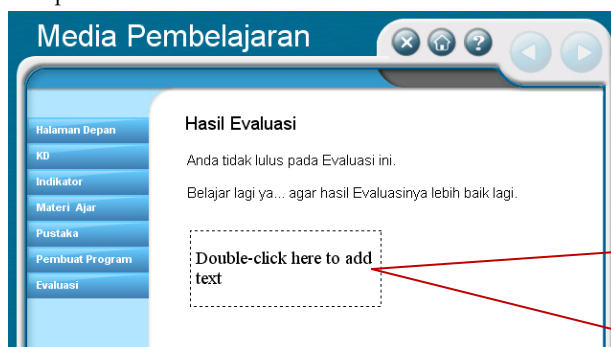 Media Pembelajaran
?
Halaman Depan
KD
Indikator
Materi Ajar
Pustaka
Pembuat Program
Evaluasi
Hasil Evaluasi
Anda tidak lulus pada Evaluasi ini.
Belajar lagi ya... agar hasil Evaluasinya lebih baik lagi.
Double-click here to add
text